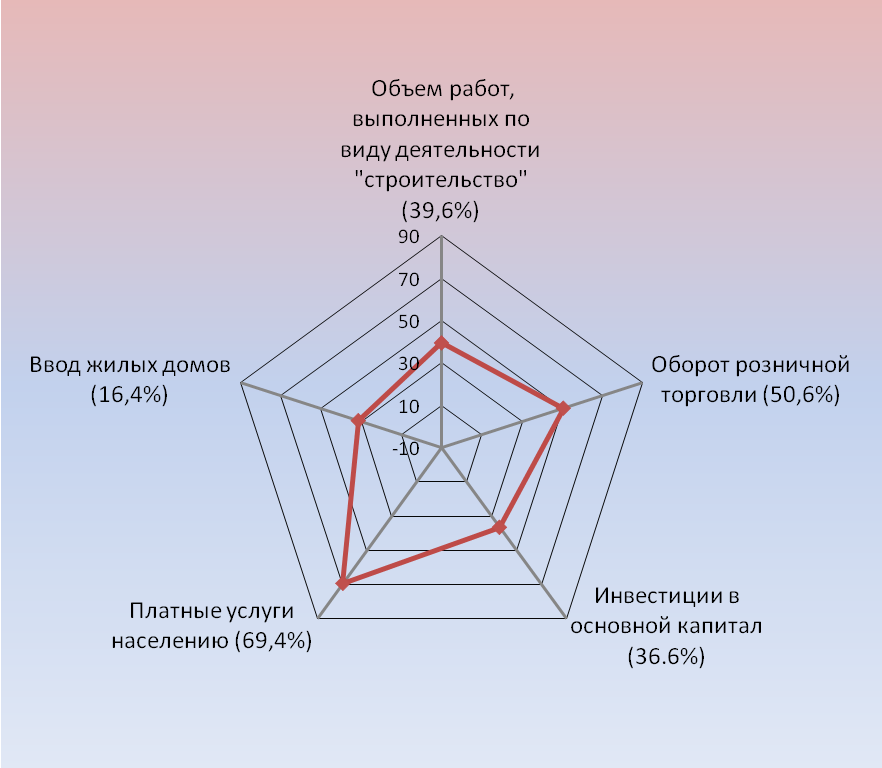 Объем работ,
выполненных по
виду деятельности
"строительство"
(39,6%)
90
70
50
30
10
-10
Ввод жилых домов
(16,4%)
Оборот розничной
торговли (50,6%)
Платные услуги
населению (69,4%)
Инвестиции в
основной капитал
(36.6%)